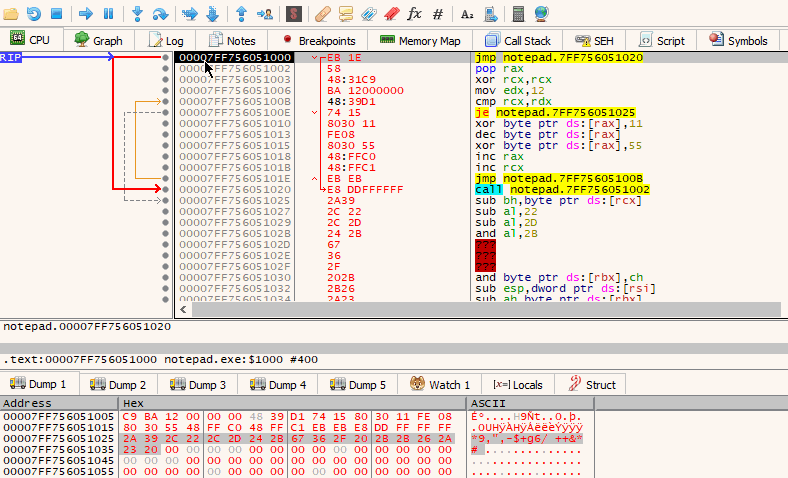 CPU Graph Log Notes Breakpoints Memory Map Call Stack SEH Script Symbols
RIP
00007FF756051000 EB 1E jmp notepad.7FF756051020
00007FF756051002 58 pop rax
00007FF756051003 48:31C9 xor rcx,rcx
00007FF756051006 BA 12000000 mov edx,12
00007FF75605100B 48:39D1 cmp rcx,rdx
00007FF75605100E 74 15 je notepad.7FF756051025
00007FF756051010 8030 11 xor byte ptr ds:[rax],11
00007FF756051013 FE08 dec byte ptr ds:[rax]
00007FF756051015 8030 55 xor byte ptr ds:[rax],55
00007FF756051018 48:FFC0 inc rax
00007FF75605101B 48:FFC1 inc rcx
00007FF75605101E EB EB jmp notepad.7FF75605100B
00007FF756051020 E8 DDFFFFFF call notepad.7FF756051002
00007FF756051025 2A39 sub bh,byte ptr ds:[rcx]
00007FF756051027 2C 22 sub al,22
00007FF756051029 2C 2D sub al,2D
00007FF75605102B 24 2B and al,2B
00007FF75605102D 67 ???
00007FF75605102E 36 ???
00007FF75605102F 2F ???
00007FF756051030 202B and byte ptr ds:[rbx],ch
00007FF756051032 2B26 sub esp,dword ptr ds:[rsi]
00007FF756051034 2A23 sub ah,byte ptr ds:[rbx]
notepad.00007FF756051020
.text:00007FF756051000 notepad.exe:$1000 #400
Dump 1 Dump 2 Dump 3 Dump 4 Dump 5 Watch 1 [x=] Locals Struct
Address Hex ASCII
00007FF756051005 C9 BA 12 00 00 00 48 39 D1 74 15 80 30 11 FE 08 ɺ....H9Ñt..0.þ.
00007FF756051015 80 30 55 48 FF C0 48 FF C1 EB EB E8 DD FF FF FF .0UHÿÀHÿÁëëèÝÿÿÿ
00007FF756051025 2A 39 2C 22 2C 2D 24 2B 67 36 2F 20 2B 2B 26 2A *9,",-$+g6/ ++&*
00007FF756051035 23 20 00 00 00 00 00 00 00 00 00 00 00 00 00 00 # ..............
00007FF756051045 00 00 00 00 00 00 00 00 00 00 00 00 00 00 00 00 ................
00007FF756051055 00 00 00 00 00 00 00 00 00 00 00 00 00 00 00 00 ................